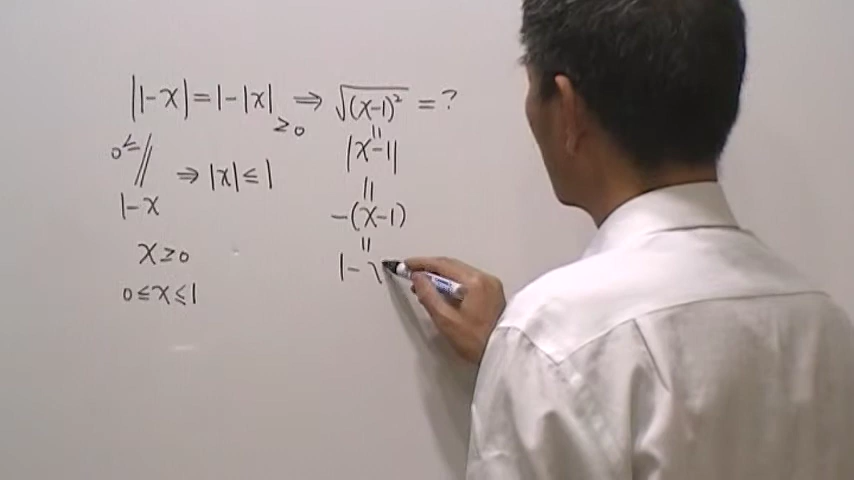 |1-x| = 1-|x| ⇒ √(x-1)² = ?
≥0
0≤ // ⇒ |x| ≤ 1
1-x
x≥0
0≤x≤1
||
|x-1|
||
-(x-1)
||
1-x